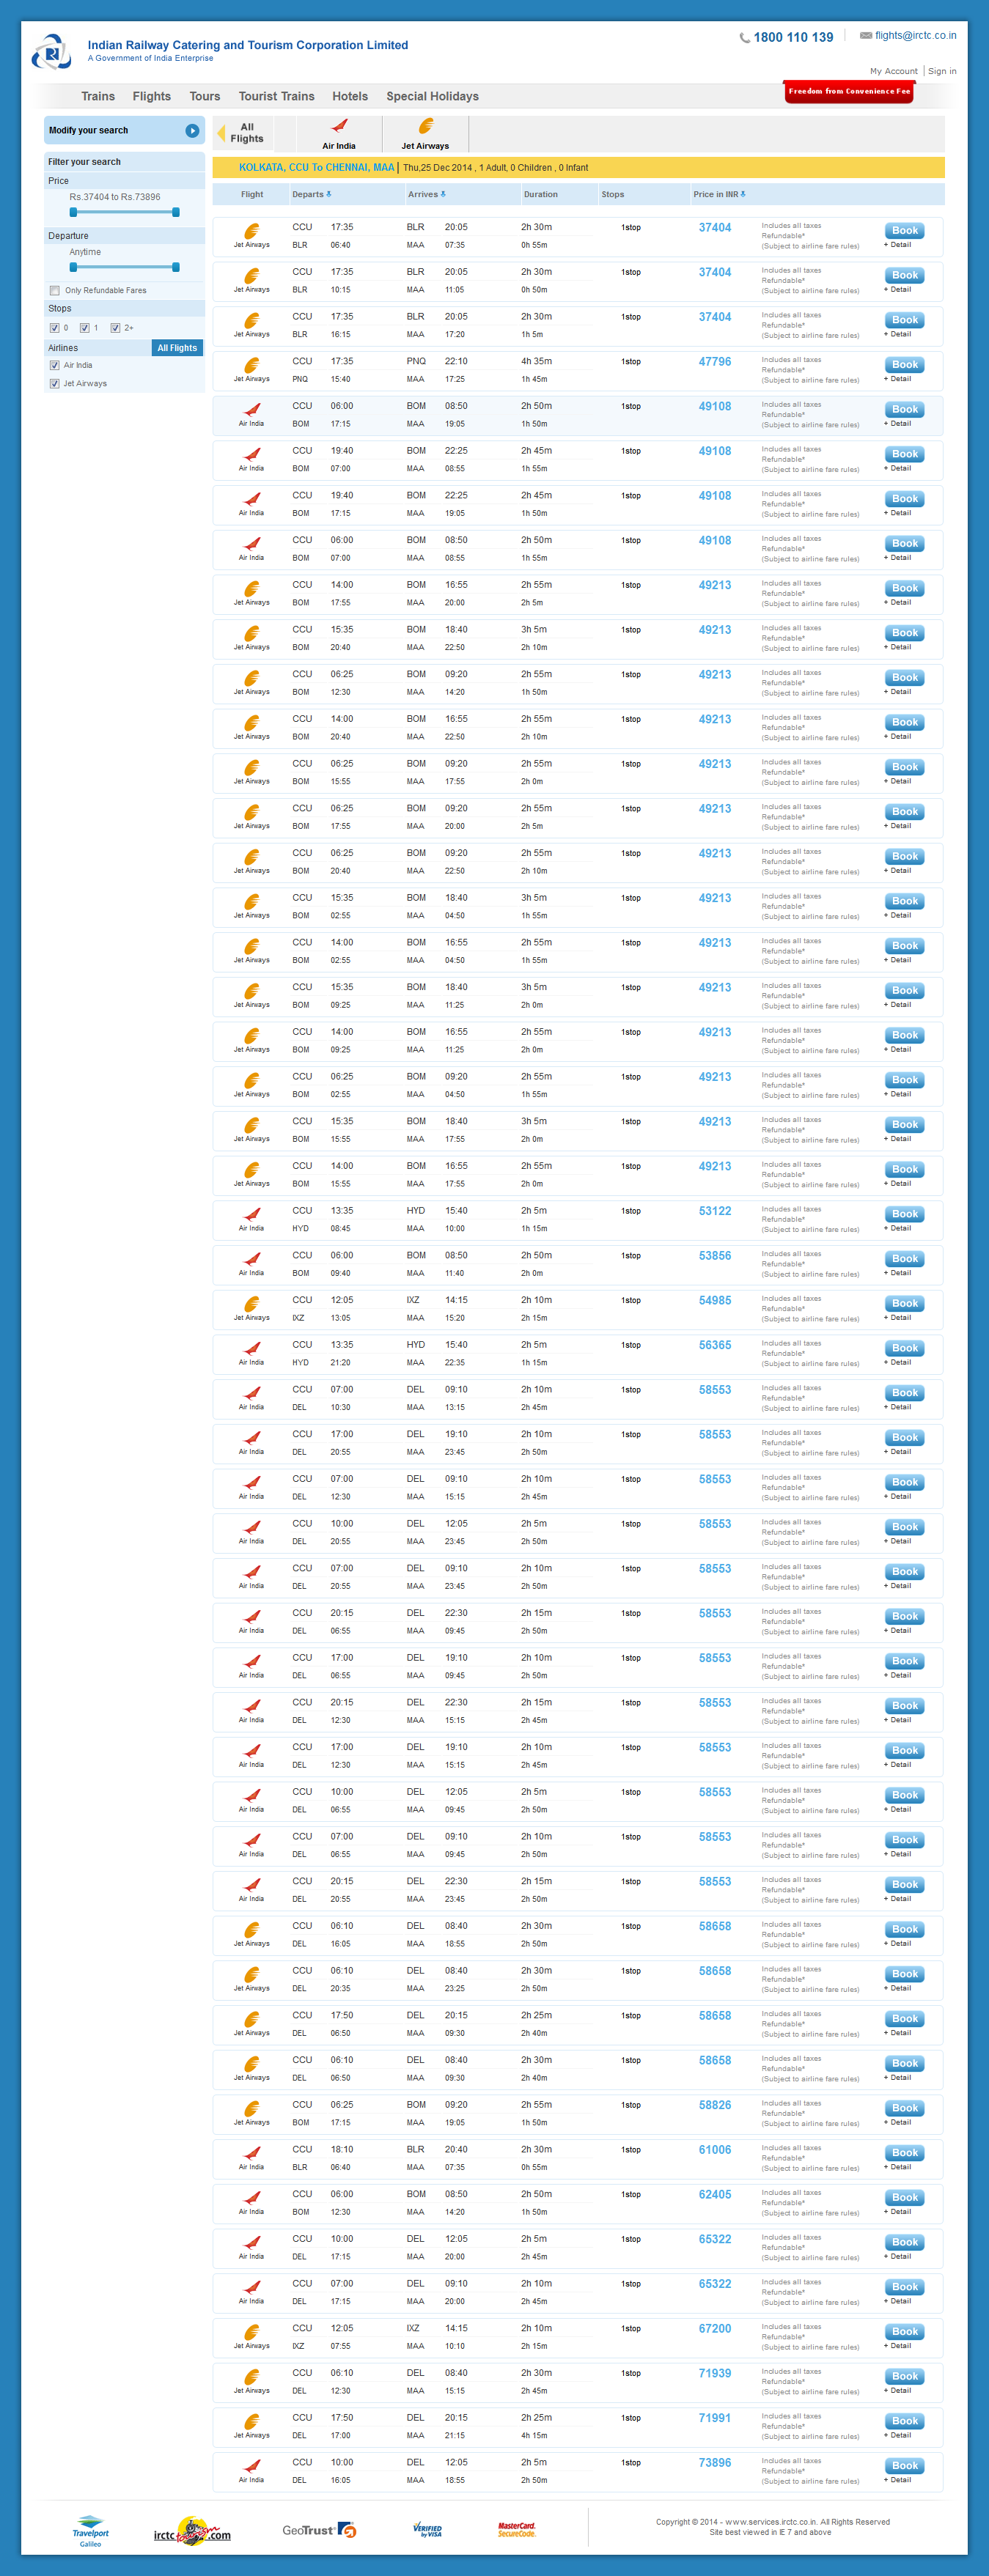 Indian Railway Catering and Tourism Corporation Limited
A Government of India Enterprise
1800 110 139 flights@irctc.co.in
My Account Sign in
Trains Flights Tours Tourist Trains Hotels Special Holidays
Freedom from Convenience Fee
Modify your search
Filter your search
Price
Rs.37404 to Rs.73896
Departure
Anytime
Only Refundable Fares
Stops
0 1 2+
Airlines All Flights
Air India
Jet Airways
All Flights Air India Jet Airways
KOLKATA, CCU To CHENNAI, MAA | Thu,25 Dec 2014 , 1 Adult, 0 Children , 0 Infant
Flight Departs Arrives Duration Stops Price in INR
CCU 17:35 BLR 20:05 2h 30m 1stop 37404 Includes all taxes Refundable* Book
Jet Airways BLR 06:40 MAA 07:35 0h 55m (Subject to airline fare rules) + Detail
CCU 17:35 BLR 20:05 2h 30m 1stop 37404 Includes all taxes Refundable* Book
Jet Airways BLR 10:15 MAA 11:05 0h 50m (Subject to airline fare rules) + Detail
CCU 17:35 BLR 20:05 2h 30m 1stop 37404 Includes all taxes Refundable* Book
Jet Airways BLR 16:15 MAA 17:20 1h 5m (Subject to airline fare rules) + Detail
CCU 17:35 PNQ 22:10 4h 35m 1stop 47796 Includes all taxes Refundable* Book
Jet Airways PNQ 15:40 MAA 17:25 1h 45m (Subject to airline fare rules) + Detail
CCU 06:00 BOM 08:50 2h 50m 1stop 49108 Includes all taxes Refundable* Book
Air India BOM 17:15 MAA 19:05 1h 50m (Subject to airline fare rules) + Detail
CCU 19:40 BOM 22:25 2h 45m 1stop 49108 Includes all taxes Refundable* Book
Air India BOM 07:00 MAA 08:55 1h 55m (Subject to airline fare rules) + Detail
CCU 19:40 BOM 22:25 2h 45m 1stop 49108 Includes all taxes Refundable* Book
Air India BOM 17:15 MAA 19:05 1h 50m (Subject to airline fare rules) + Detail
CCU 06:00 BOM 08:50 2h 50m 1stop 49108 Includes all taxes Refundable* Book
Air India BOM 07:00 MAA 08:55 1h 55m (Subject to airline fare rules) + Detail
CCU 14:00 BOM 16:55 2h 55m 1stop 49213 Includes all taxes Refundable* Book
Jet Airways BOM 17:55 MAA 20:00 2h 5m (Subject to airline fare rules) + Detail
CCU 15:35 BOM 18:40 3h 5m 1stop 49213 Includes all taxes Refundable* Book
Jet Airways BOM 20:40 MAA 22:50 2h 10m (Subject to airline fare rules) + Detail
CCU 06:25 BOM 09:20 2h 55m 1stop 49213 Includes all taxes Refundable* Book
Jet Airways BOM 12:30 MAA 14:20 1h 50m (Subject to airline fare rules) + Detail
CCU 14:00 BOM 16:55 2h 55m 1stop 49213 Includes all taxes Refundable* Book
Jet Airways BOM 20:40 MAA 22:50 2h 10m (Subject to airline fare rules) + Detail
CCU 06:25 BOM 09:20 2h 55m 1stop 49213 Includes all taxes Refundable* Book
Jet Airways BOM 15:55 MAA 17:55 2h 0m (Subject to airline fare rules) + Detail
CCU 06:25 BOM 09:20 2h 55m 1stop 49213 Includes all taxes Refundable* Book
Jet Airways BOM 17:55 MAA 20:00 2h 5m (Subject to airline fare rules) + Detail
CCU 06:25 BOM 09:20 2h 55m 1stop 49213 Includes all taxes Refundable* Book
Jet Airways BOM 20:40 MAA 22:50 2h 10m (Subject to airline fare rules) + Detail
CCU 15:35 BOM 18:40 3h 5m 1stop 49213 Includes all taxes Refundable* Book
Jet Airways BOM 02:55 MAA 04:50 1h 55m (Subject to airline fare rules) + Detail
CCU 14:00 BOM 16:55 2h 55m 1stop 49213 Includes all taxes Refundable* Book
Jet Airways BOM 02:55 MAA 04:50 1h 55m (Subject to airline fare rules) + Detail
CCU 15:35 BOM 18:40 3h 5m 1stop 49213 Includes all taxes Refundable* Book
Jet Airways BOM 09:25 MAA 11:25 2h 0m (Subject to airline fare rules) + Detail
CCU 14:00 BOM 16:55 2h 55m 1stop 49213 Includes all taxes Refundable* Book
Jet Airways BOM 09:25 MAA 11:25 2h 0m (Subject to airline fare rules) + Detail
CCU 06:25 BOM 09:20 2h 55m 1stop 49213 Includes all taxes Refundable* Book
Jet Airways BOM 02:55 MAA 04:50 1h 55m (Subject to airline fare rules) + Detail
CCU 15:35 BOM 18:40 3h 5m 1stop 49213 Includes all taxes Refundable* Book
Jet Airways BOM 15:55 MAA 17:55 2h 0m (Subject to airline fare rules) + Detail
CCU 14:00 BOM 16:55 2h 55m 1stop 49213 Includes all taxes Refundable* Book
Jet Airways BOM 15:55 MAA 17:55 2h 0m (Subject to airline fare rules) + Detail
CCU 13:35 HYD 15:40 2h 5m 1stop 53122 Includes all taxes Refundable* Book
Air India HYD 08:45 MAA 10:00 1h 15m (Subject to airline fare rules) + Detail
CCU 06:00 BOM 08:50 2h 50m 1stop 53856 Includes all taxes Refundable* Book
Air India BOM 09:40 MAA 11:40 2h 0m (Subject to airline fare rules) + Detail
CCU 12:05 IXZ 14:15 2h 10m 1stop 54985 Includes all taxes Refundable* Book
Jet Airways IXZ 13:05 MAA 15:20 2h 15m (Subject to airline fare rules) + Detail
CCU 13:35 HYD 15:40 2h 5m 1stop 56365 Includes all taxes Refundable* Book
Air India HYD 21:20 MAA 22:35 1h 15m (Subject to airline fare rules) + Detail
CCU 07:00 DEL 09:10 2h 10m 1stop 58553 Includes all taxes Refundable* Book
Air India DEL 10:30 MAA 13:15 2h 45m (Subject to airline fare rules) + Detail
CCU 17:00 DEL 19:10 2h 10m 1stop 58553 Includes all taxes Refundable* Book
Air India DEL 20:55 MAA 23:45 2h 50m (Subject to airline fare rules) + Detail
CCU 07:00 DEL 09:10 2h 10m 1stop 58553 Includes all taxes Refundable* Book
Air India DEL 12:30 MAA 15:15 2h 45m (Subject to airline fare rules) + Detail
CCU 10:00 DEL 12:05 2h 5m 1stop 58553 Includes all taxes Refundable* Book
Air India DEL 20:55 MAA 23:45 2h 50m (Subject to airline fare rules) + Detail
CCU 07:00 DEL 09:10 2h 10m 1stop 58553 Includes all taxes Refundable* Book
Air India DEL 20:55 MAA 23:45 2h 50m (Subject to airline fare rules) + Detail
CCU 20:15 DEL 22:30 2h 15m 1stop 58553 Includes all taxes Refundable* Book
Air India DEL 06:55 MAA 09:45 2h 50m (Subject to airline fare rules) + Detail
CCU 17:00 DEL 19:10 2h 10m 1stop 58553 Includes all taxes Refundable* Book
Air India DEL 06:55 MAA 09:45 2h 50m (Subject to airline fare rules) + Detail
CCU 20:15 DEL 22:30 2h 15m 1stop 58553 Includes all taxes Refundable* Book
Air India DEL 12:30 MAA 15:15 2h 45m (Subject to airline fare rules) + Detail
CCU 17:00 DEL 19:10 2h 10m 1stop 58553 Includes all taxes Refundable* Book
Air India DEL 12:30 MAA 15:15 2h 45m (Subject to airline fare rules) + Detail
CCU 10:00 DEL 12:05 2h 5m 1stop 58553 Includes all taxes Refundable* Book
Air India DEL 06:55 MAA 09:45 2h 50m (Subject to airline fare rules) + Detail
CCU 07:00 DEL 09:10 2h 10m 1stop 58553 Includes all taxes Refundable* Book
Air India DEL 06:55 MAA 09:45 2h 50m (Subject to airline fare rules) + Detail
CCU 20:15 DEL 22:30 2h 15m 1stop 58553 Includes all taxes Refundable* Book
Air India DEL 20:55 MAA 23:45 2h 50m (Subject to airline fare rules) + Detail
CCU 06:10 DEL 08:40 2h 30m 1stop 58658 Includes all taxes Refundable* Book
Jet Airways DEL 16:05 MAA 18:55 2h 50m (Subject to airline fare rules) + Detail
CCU 06:10 DEL 08:40 2h 30m 1stop 58658 Includes all taxes Refundable* Book
Jet Airways DEL 20:35 MAA 23:25 2h 50m (Subject to airline fare rules) + Detail
CCU 17:50 DEL 20:15 2h 25m 1stop 58658 Includes all taxes Refundable* Book
Jet Airways DEL 06:50 MAA 09:30 2h 40m (Subject to airline fare rules) + Detail
CCU 06:10 DEL 08:40 2h 30m 1stop 58658 Includes all taxes Refundable* Book
Jet Airways DEL 06:50 MAA 09:30 2h 40m (Subject to airline fare rules) + Detail
CCU 06:25 BOM 09:20 2h 55m 1stop 58826 Includes all taxes Refundable* Book
Jet Airways BOM 17:15 MAA 19:05 1h 50m (Subject to airline fare rules) + Detail
CCU 18:10 BLR 20:40 2h 30m 1stop 61006 Includes all taxes Refundable* Book
Air India BLR 06:40 MAA 07:35 0h 55m (Subject to airline fare rules) + Detail
CCU 06:00 BOM 08:50 2h 50m 1stop 62405 Includes all taxes Refundable* Book
Air India BOM 12:30 MAA 14:20 1h 50m (Subject to airline fare rules) + Detail
CCU 10:00 DEL 12:05 2h 5m 1stop 65322 Includes all taxes Refundable* Book
Air India DEL 17:15 MAA 20:00 2h 45m (Subject to airline fare rules) + Detail
CCU 07:00 DEL 09:10 2h 10m 1stop 65322 Includes all taxes Refundable* Book
Air India DEL 17:15 MAA 20:00 2h 45m (Subject to airline fare rules) + Detail
CCU 12:05 IXZ 14:15 2h 10m 1stop 67200 Includes all taxes Refundable* Book
Jet Airways IXZ 07:55 MAA 10:10 2h 15m (Subject to airline fare rules) + Detail
CCU 06:10 DEL 08:40 2h 30m 1stop 71939 Includes all taxes Refundable* Book
Jet Airways DEL 12:30 MAA 15:15 2h 45m (Subject to airline fare rules) + Detail
CCU 17:50 DEL 20:15 2h 25m 1stop 71991 Includes all taxes Refundable* Book
Jet Airways DEL 17:00 MAA 21:15 4h 15m (Subject to airline fare rules) + Detail
CCU 10:00 DEL 12:05 2h 5m 1stop 73896 Includes all taxes Refundable* Book
Air India DEL 16:05 MAA 18:55 2h 50m (Subject to airline fare rules) + Detail
Travelport Galileo
irctc tourism .com
GeoTrust
VERIFIED by VISA
MasterCard. SecureCode.
Copyright © 2014 - www.services.irctc.co.in. All Rights Reserved
Site best viewed in IE 7 and above